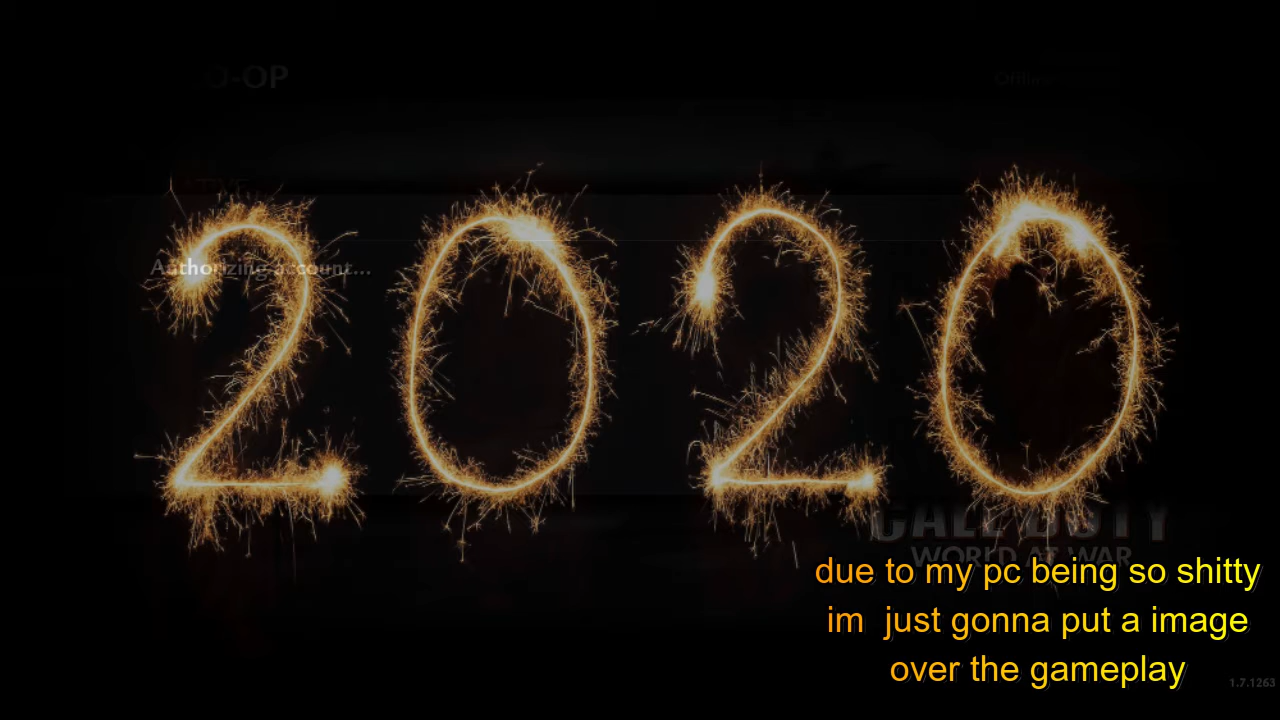 O-OP
Offline
2020
Authorizing account...
CALL DUTY
WORLD AT WAR
due to my pc being so shitty
im just gonna put a image
over the gameplay
1.7.1263